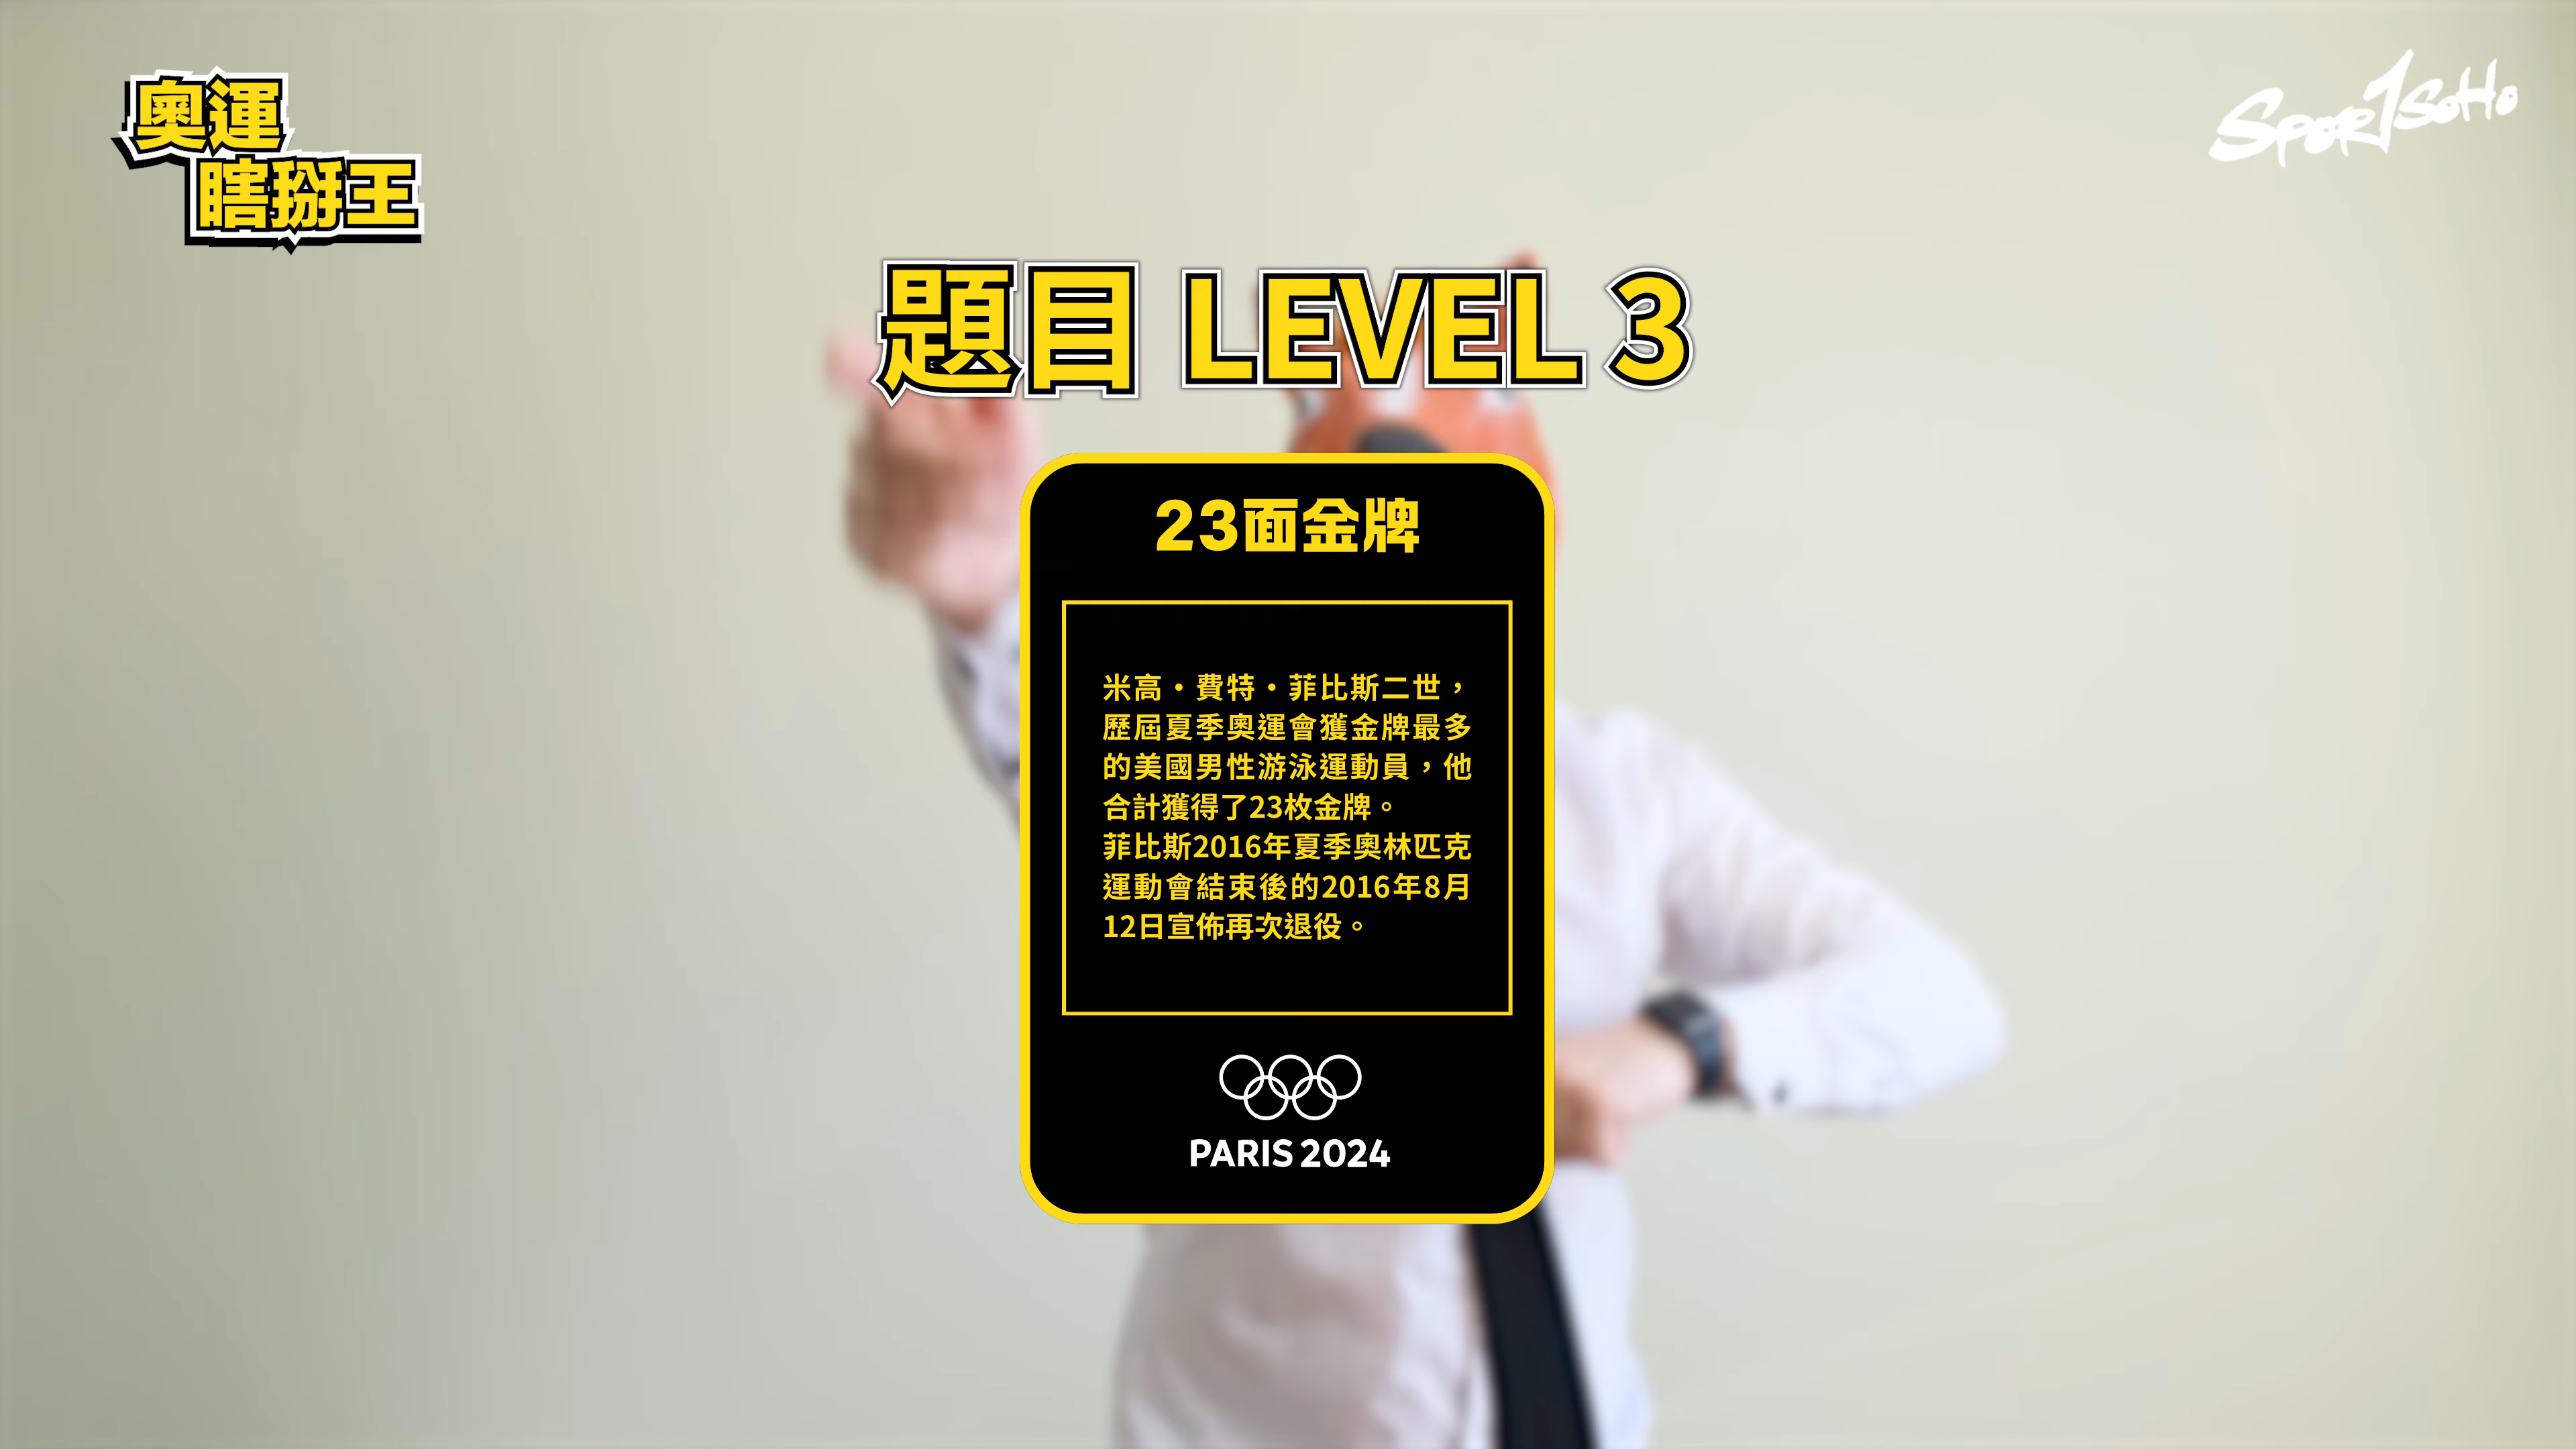 奧運
瞎掰王
SPORTSOHO
題目 LEVEL 3
23面金牌
米高・費特・菲比斯二世，
歷屆夏季奧運會獲金牌最多
的美國男性游泳運動員，他
合計獲得了23枚金牌。
菲比斯2016年夏季奧林匹克
運動會結束後的2016年8月
12日宣佈再次退役。
PARIS 2024